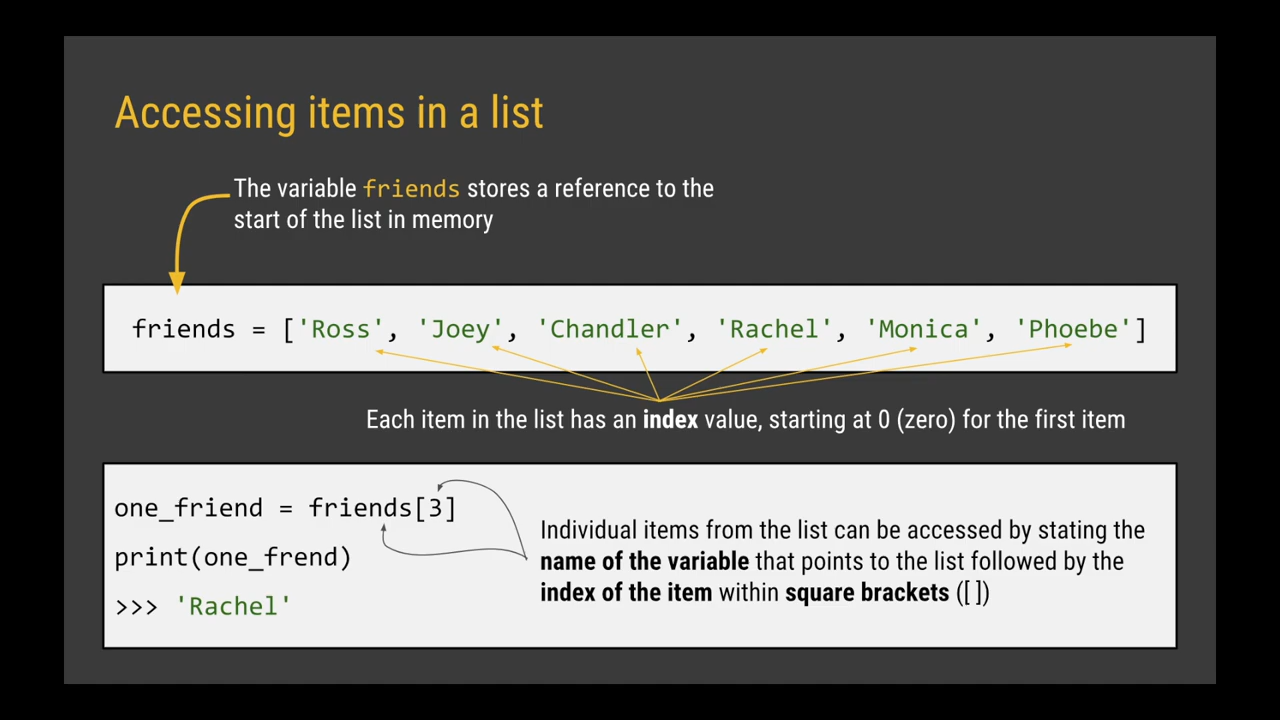 Accessing items in a list
The variable friends stores a reference to the
start of the list in memory
friends = ['Ross', 'Joey', 'Chandler', 'Rachel', 'Monica', 'Phoebe']
Each item in the list has an index value, starting at 0 (zero) for the first item
one_friend = friends[3]
print(one_frend)
>>> 'Rachel'
Individual items from the list can be accessed by stating the
name of the variable that points to the list followed by the
index of the item within square brackets ([ ])